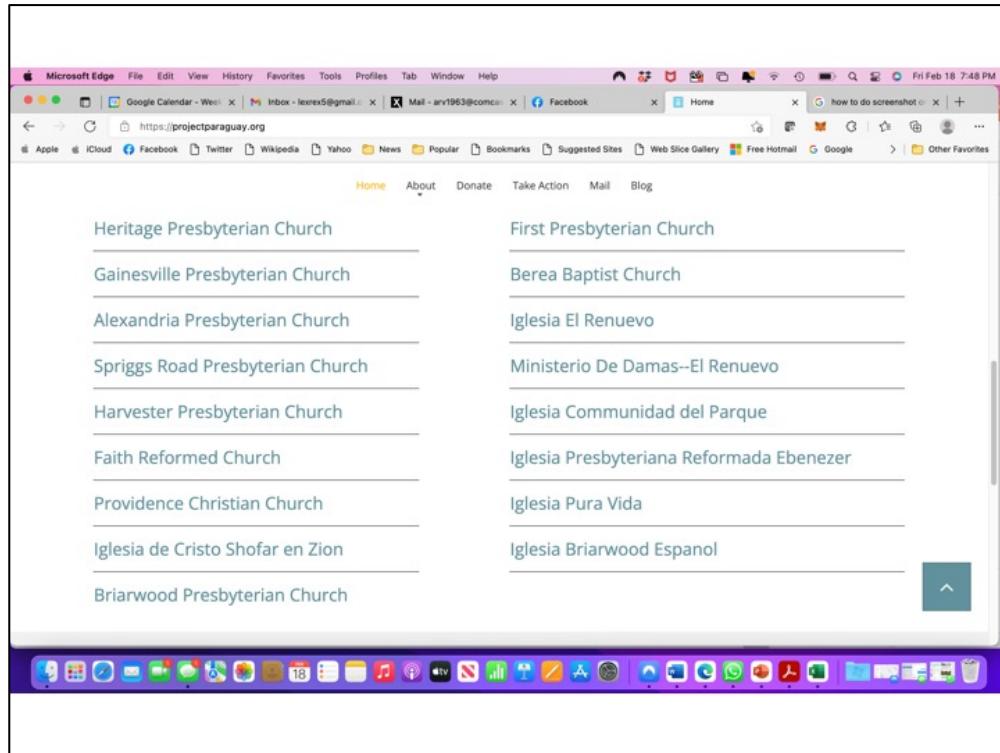 Microsoft Edge File Edit View History Favorites Tools Profiles Tab Window Help Fri Feb 18 7:48 PM
Google Calendar - Week Inbox - lexrex5@gmail.c Mail - arv1963@comcas Facebook Home how to do screenshot o
https://projectparaguay.org
Apple iCloud Facebook Twitter Wikipedia Yahoo News Popular Bookmarks Suggested Sites Web Slice Gallery Free Hotmail Google Other Favorites
Home About Donate Take Action Mail Blog
Heritage Presbyterian Church
Gainesville Presbyterian Church
Alexandria Presbyterian Church
Spriggs Road Presbyterian Church
Harvester Presbyterian Church
Faith Reformed Church
Providence Christian Church
Iglesia de Cristo Shofar en Zion
Briarwood Presbyterian Church
First Presbyterian Church
Berea Baptist Church
Iglesia El Renuevo
Ministerio De Damas--El Renuevo
Iglesia Communidad del Parque
Iglesia Presbyteriana Reformada Ebenezer
Iglesia Pura Vida
Iglesia Briarwood Espanol
18
tv